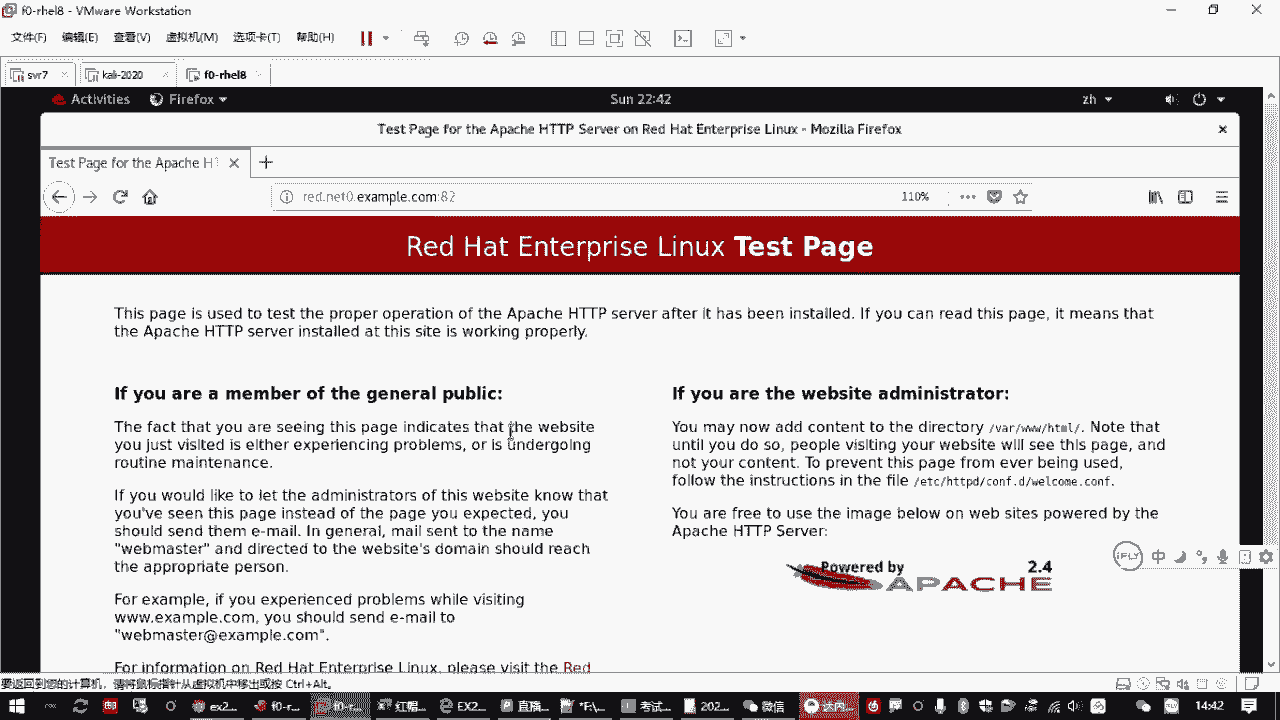 f0-rhel8 - VMware Workstation
文件(F) 编辑(E) 查看(V) 虚拟机(M) 选项卡(T) 帮助(H)
svr7 kali-2020 f0-rhel8
Activities Firefox Sun 22:42 zh
Test Page for the Apache HTTP Server on Red Hat Enterprise Linux - Mozilla Firefox
Test Page for the Apache HT
red.net0.example.com:82 110%
Red Hat Enterprise Linux Test Page
This page is used to test the proper operation of the Apache HTTP server after it has been installed. If you can read this page, it means that
the Apache HTTP server installed at this site is working properly.
If you are a member of the general public:
The fact that you are seeing this page indicates that the website
you just visited is either experiencing problems, or is undergoing
routine maintenance.
If you would like to let the administrators of this website know that
you've seen this page instead of the page you expected, you
should send them e-mail. In general, mail sent to the name
"webmaster" and directed to the website's domain should reach
the appropriate person.
For example, if you experienced problems while visiting
www.example.com, you should send e-mail to
"webmaster@example.com".
For information on Red Hat Enterprise Linux, please visit the Red
If you are the website administrator:
You may now add content to the directory /var/www/html/. Note that
until you do so, people visiting your website will see this page, and
not your content. To prevent this page from ever being used,
follow the instructions in the file /etc/httpd/conf.d/welcome.conf.
You are free to use the image below on web sites powered by the
Apache HTTP Server:
Powered by 2.4
APACHE
iFLY 中
要返回到您的计算机，请将鼠标指针从虚拟机中移出或按 Ctrl+Alt。
ex2... f0-r... f0-r... 红帽... EX2... 直播... *F:\... 考试... 202... 微信 达内... 14:42